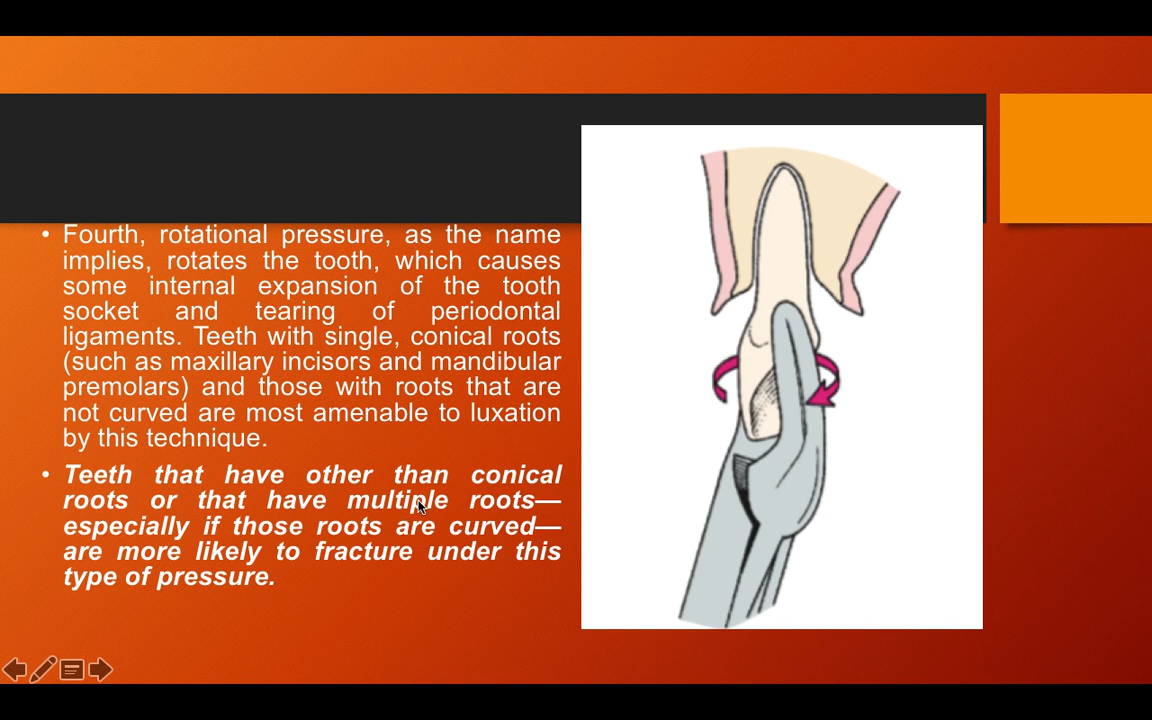 • Fourth, rotational pressure, as the name
implies, rotates the tooth, which causes
some internal expansion of the tooth
socket and tearing of periodontal
ligaments. Teeth with single, conical roots
(such as maxillary incisors and mandibular
premolars) and those with roots that are
not curved are most amenable to luxation
by this technique.
• Teeth that have other than conical
roots or that have multiple roots—
especially if those roots are curved—
are more likely to fracture under this
type of pressure.